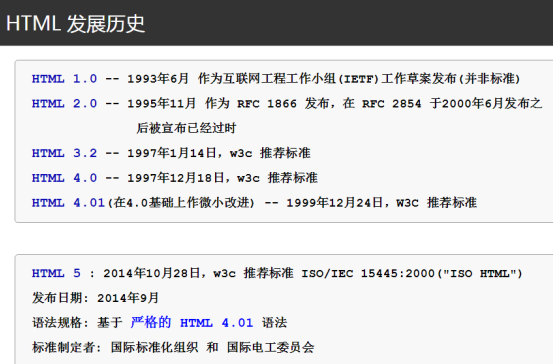 HTML 发展历史
HTML 1.0 -- 1993年6月 作为互联网工程工作小组(IETF)工作草案发布(并非标准)
HTML 2.0 -- 1995年11月 作为 RFC 1866 发布，在 RFC 2854 于2000年6月发布之
后被宣布已经过时
HTML 3.2 -- 1997年1月14日，w3c 推荐标准
HTML 4.0 -- 1997年12月18日，w3c 推荐标准
HTML 4.01(在4.0基础上作微小改进) -- 1999年12月24日，W3C 推荐标准
HTML 5 : 2014年10月28日，w3c 推荐标准 ISO/IEC 15445:2000("ISO HTML")
发布日期: 2014年9月
语法规格: 基于 严格的 HTML 4.01 语法
标准制定者: 国际标准化组织 和 国际电工委员会